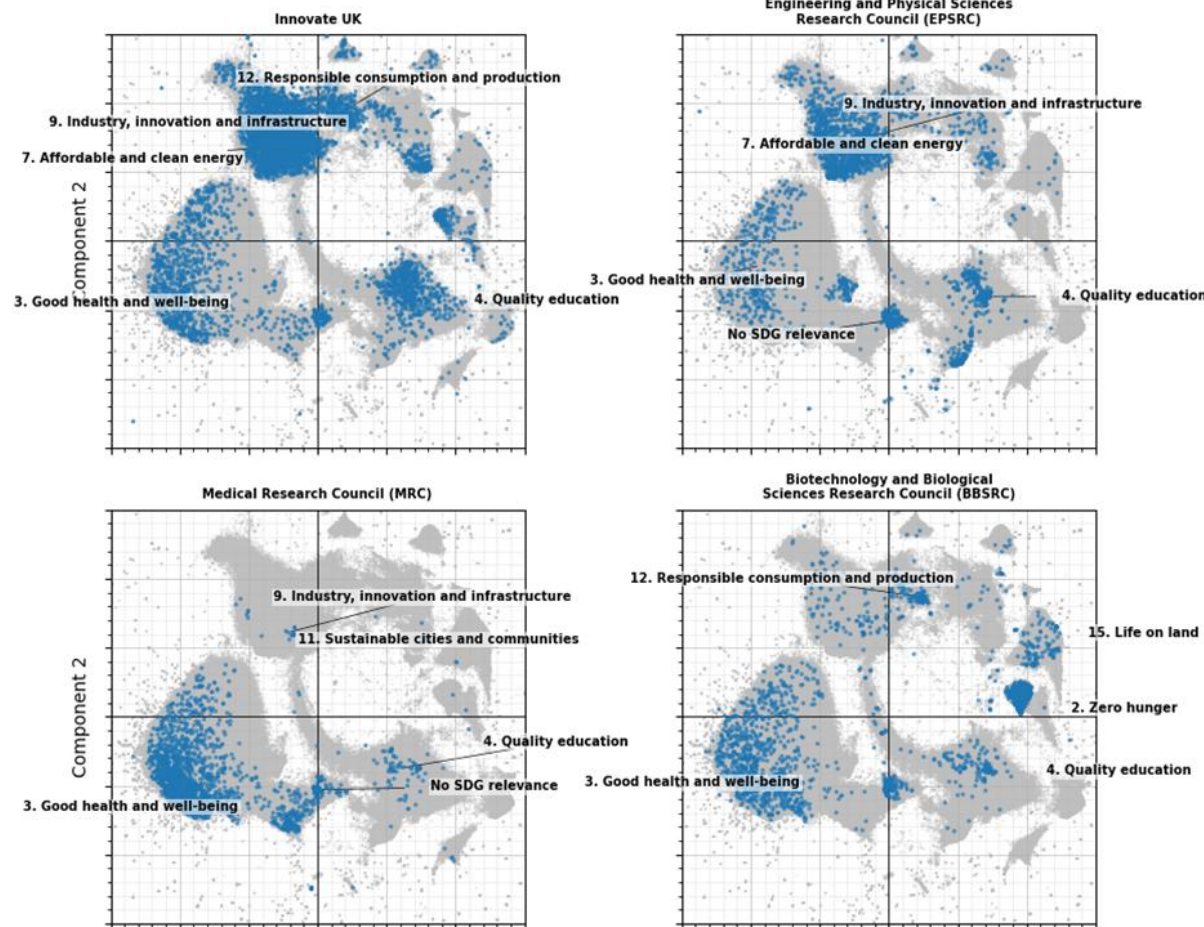 Innovate UK
12. Responsible consumption and production
9. Industry, innovation and infrastructure
7. Affordable and clean energy
3. Good health and well-being
4. Quality education
Component 2
Engineering and Physical Sciences
Research Council (EPSRC)
9. Industry, innovation and infrastructure
7. Affordable and clean energy
3. Good health and well-being
4. Quality education
No SDG relevance
Medical Research Council (MRC)
9. Industry, innovation and infrastructure
11. Sustainable cities and communities
4. Quality education
No SDG relevance
3. Good health and well-being
Component 2
Biotechnology and Biological
Sciences Research Council (BBSRC)
12. Responsible consumption and production
15. Life on land
2. Zero hunger
4. Quality education
3. Good health and well-being